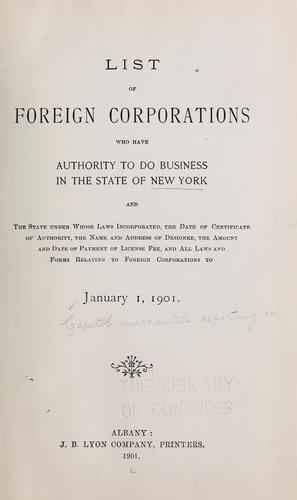 LIST
OF
FOREIGN CORPORATIONS
WHO HAVE
AUTHORITY TO DO BUSINESS
IN THE STATE OF NEW YORK
AND
THE STATE UNDER WHOSE LAWS INCORPORATED, THE DATE OF CERTIFICATE
OF AUTHORITY, THE NAME AND ADDRESS OF DESIGNEE, THE AMOUNT
AND DATE OF PAYMENT OF LICENSE FEE, AND ALL LAWS AND
FORMS RELATING TO FOREIGN CORPORATIONS TO
January 1, 1901.
Capitol mercantile reporting co.
THE LIBRARY
OF CONGRESS
ALBANY:
J. B. LYON COMPANY, PRINTERS.
1901.